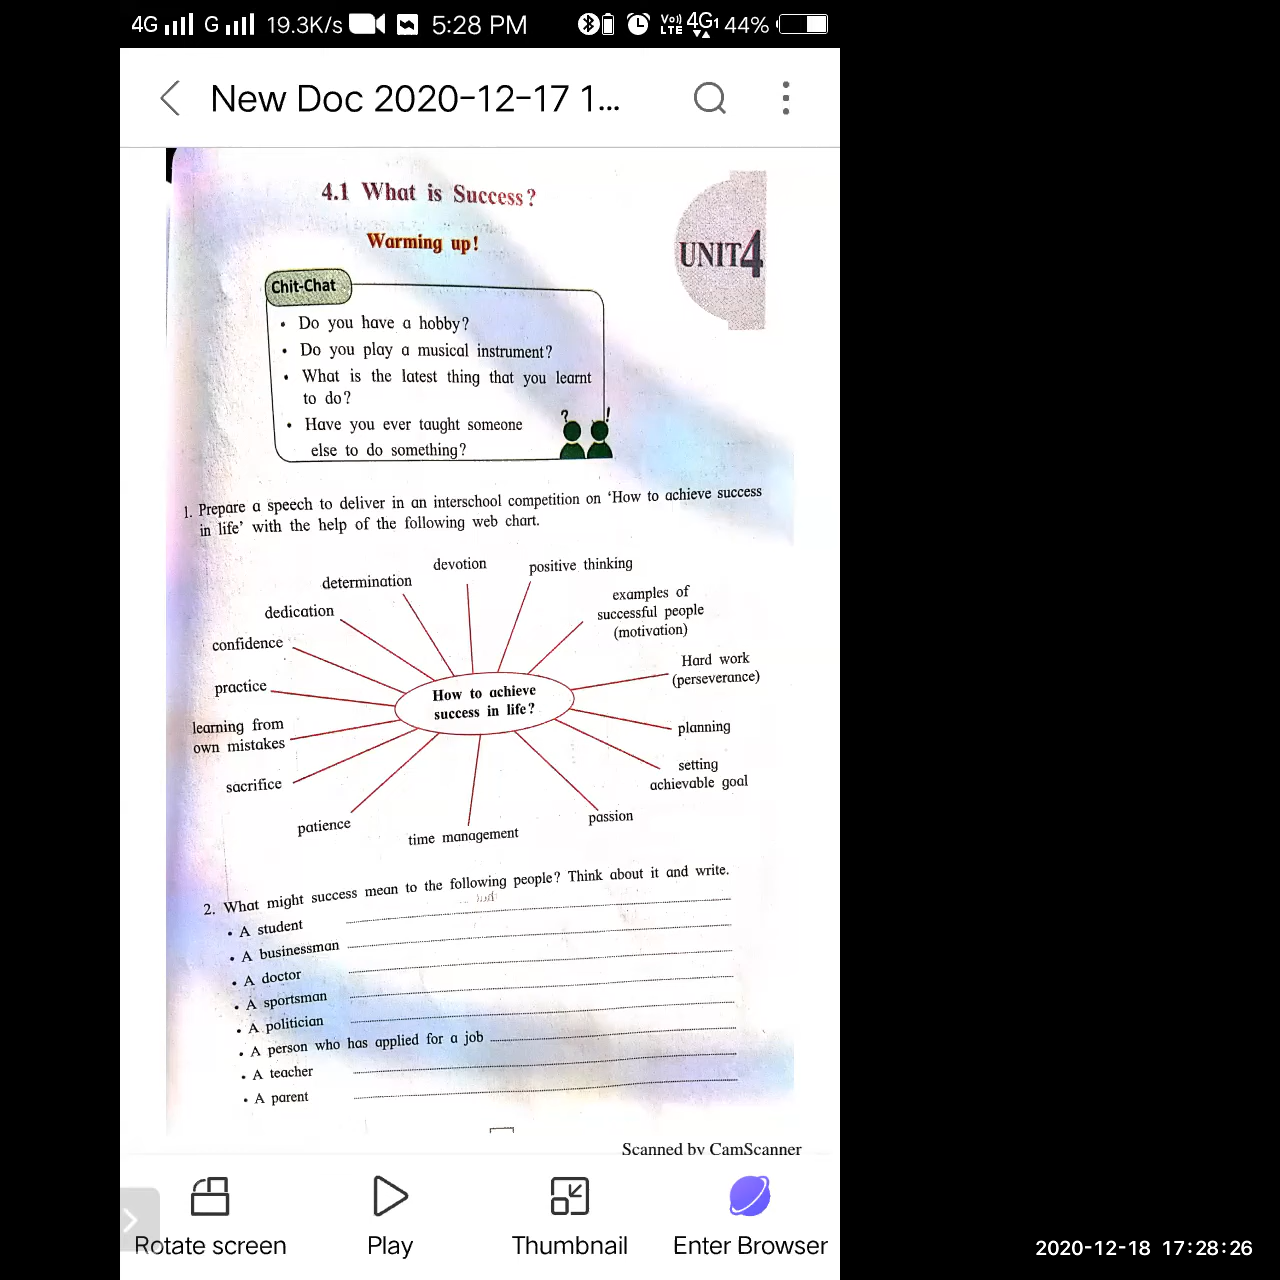 4G G 19.3K/s 5:28 PM Vo)) LTE 4G1 44%
New Doc 2020-12-17 1...
4.1 What is Success?
Warming up!
UNIT 4
Chit-Chat
• Do you have a hobby?
• Do you play a musical instrument?
• What is the latest thing that you learnt
to do?
• Have you ever taught someone
else to do something?
? !
1. Prepare a speech to deliver in an interschool competition on 'How to achieve success
in life' with the help of the following web chart.
devotion
positive thinking
determination
examples of
successful people
(motivation)
dedication
confidence
Hard work
(perseverance)
practice
How to achieve
success in life?
learning from
own mistakes
planning
setting
achievable goal
sacrifice
passion
patience
time management
2. What might success mean to the following people? Think about it and write.
• A student
• A businessman
• A doctor
• A sportsman
• A politician
• A person who has applied for a job
• A teacher
• A parent
Scanned by CamScanner
Rotate screen
Play
Thumbnail
Enter Browser
2020-12-18 17:28:26